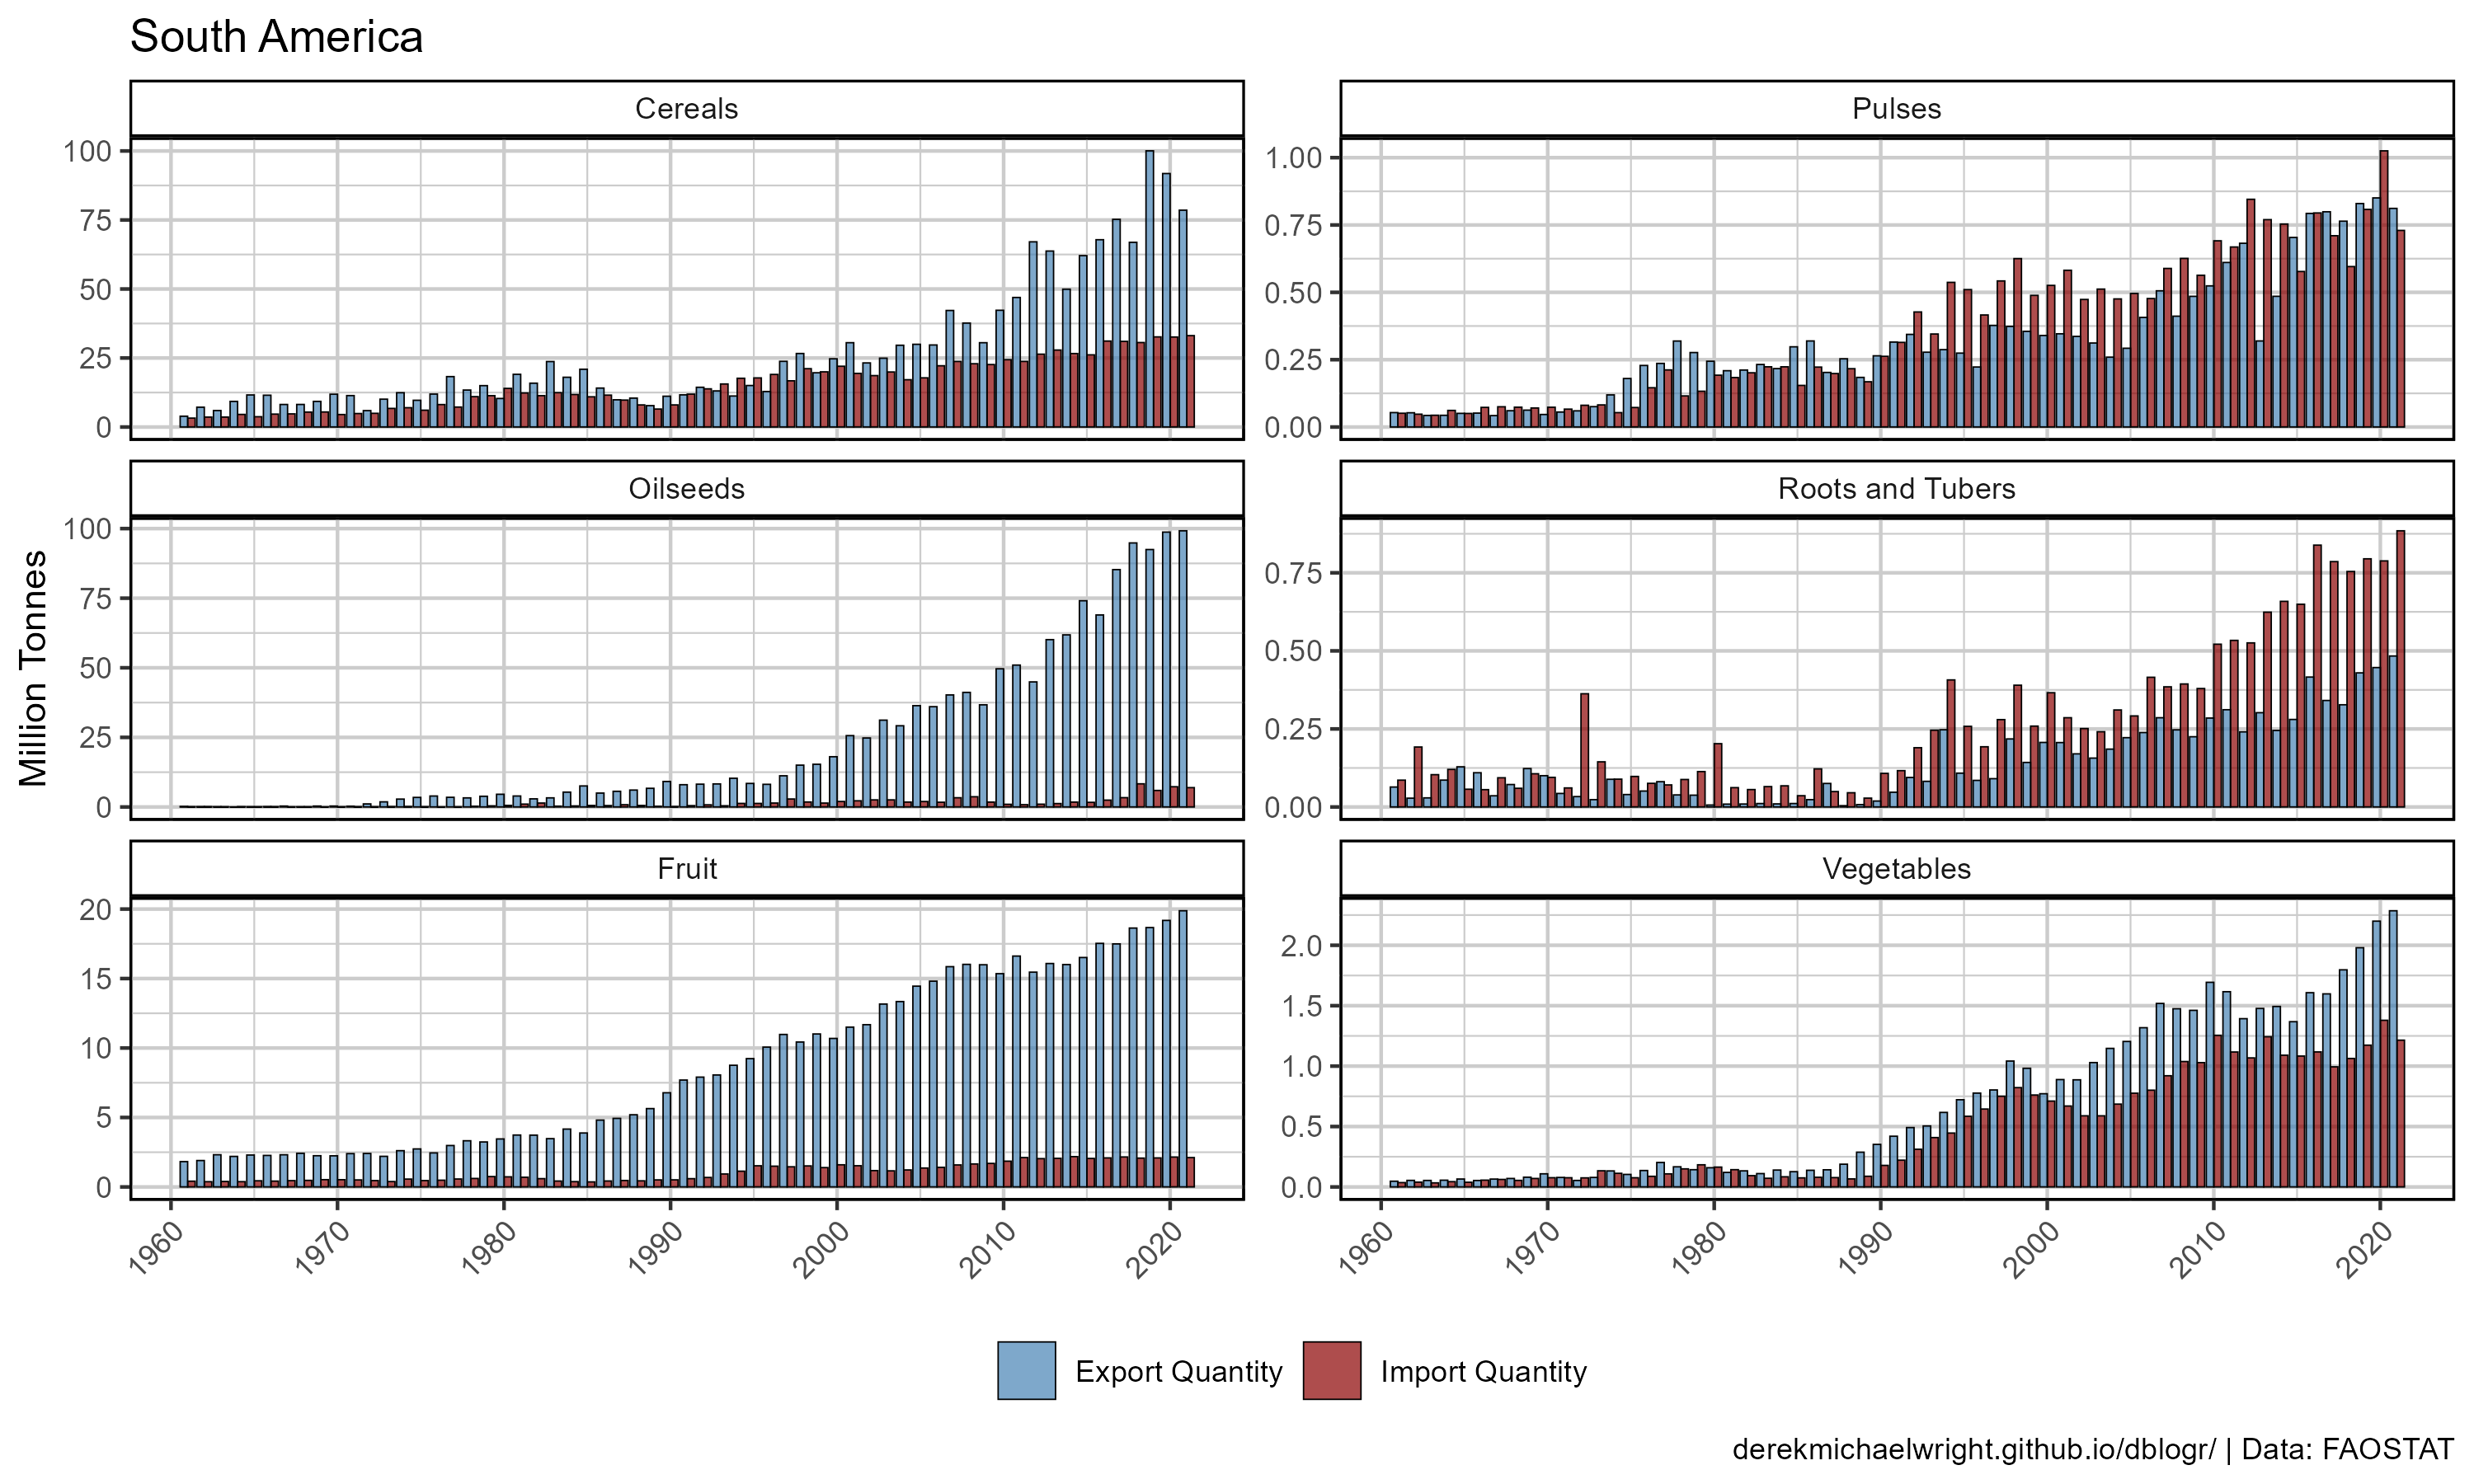 South America
Cereals
Pulses
100
75
50
25
0
1.00
0.75
0.50
0.25
0.00
Oilseeds
Roots and Tubers
100
75
50
25
0
0.75
0.50
0.25
0.00
Fruit
Vegetables
20
15
10
5
0
2.0
1.5
1.0
0.5
0.0
Million Tonnes
1960 1970 1980 1990 2000 2010 2020
1960 1970 1980 1990 2000 2010 2020
Export Quantity Import Quantity
derekmichaelwright.github.io/dblogr/ | Data: FAOSTAT